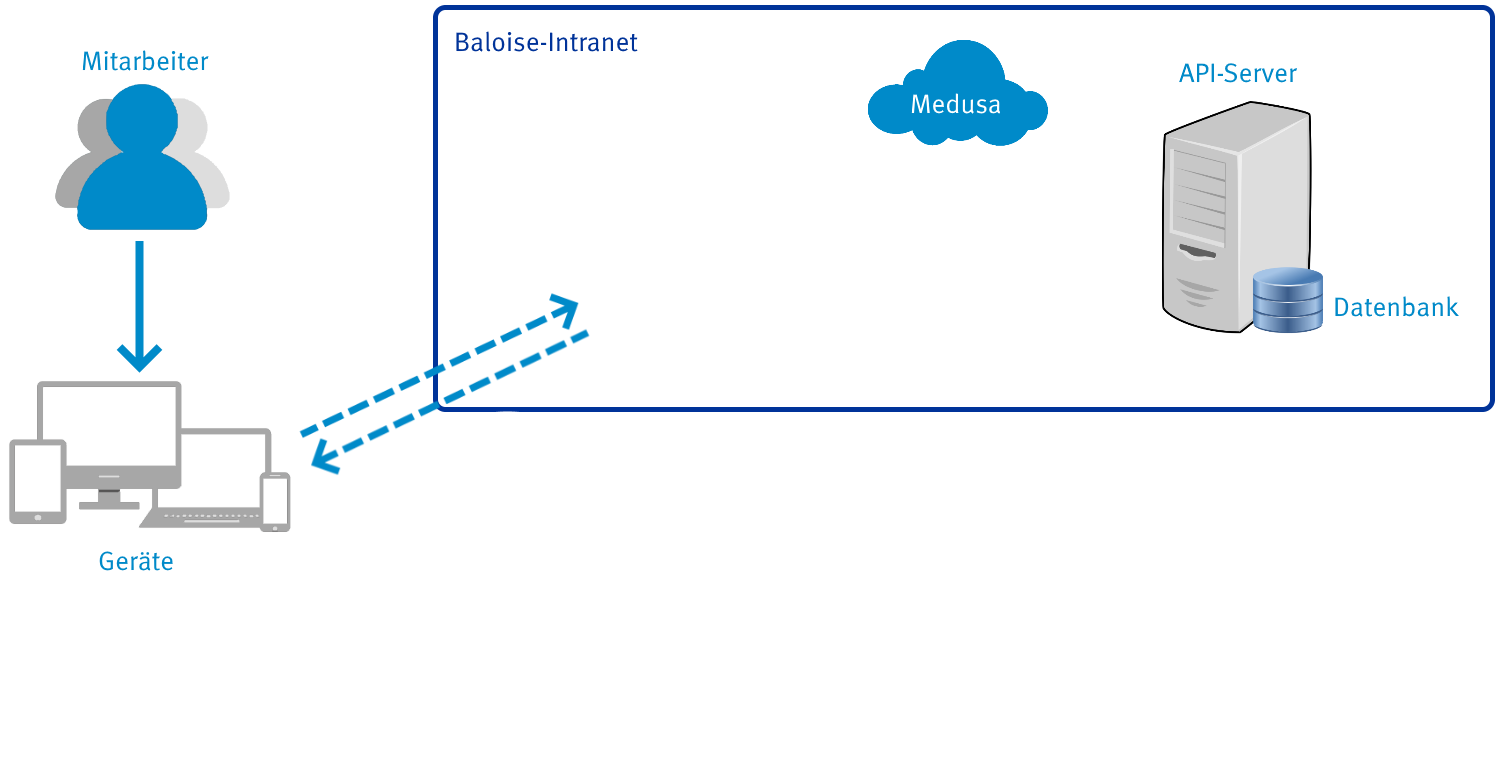 Mitarbeiter
Baloise-Intranet
Medusa
API-Server
Datenbank
Geräte